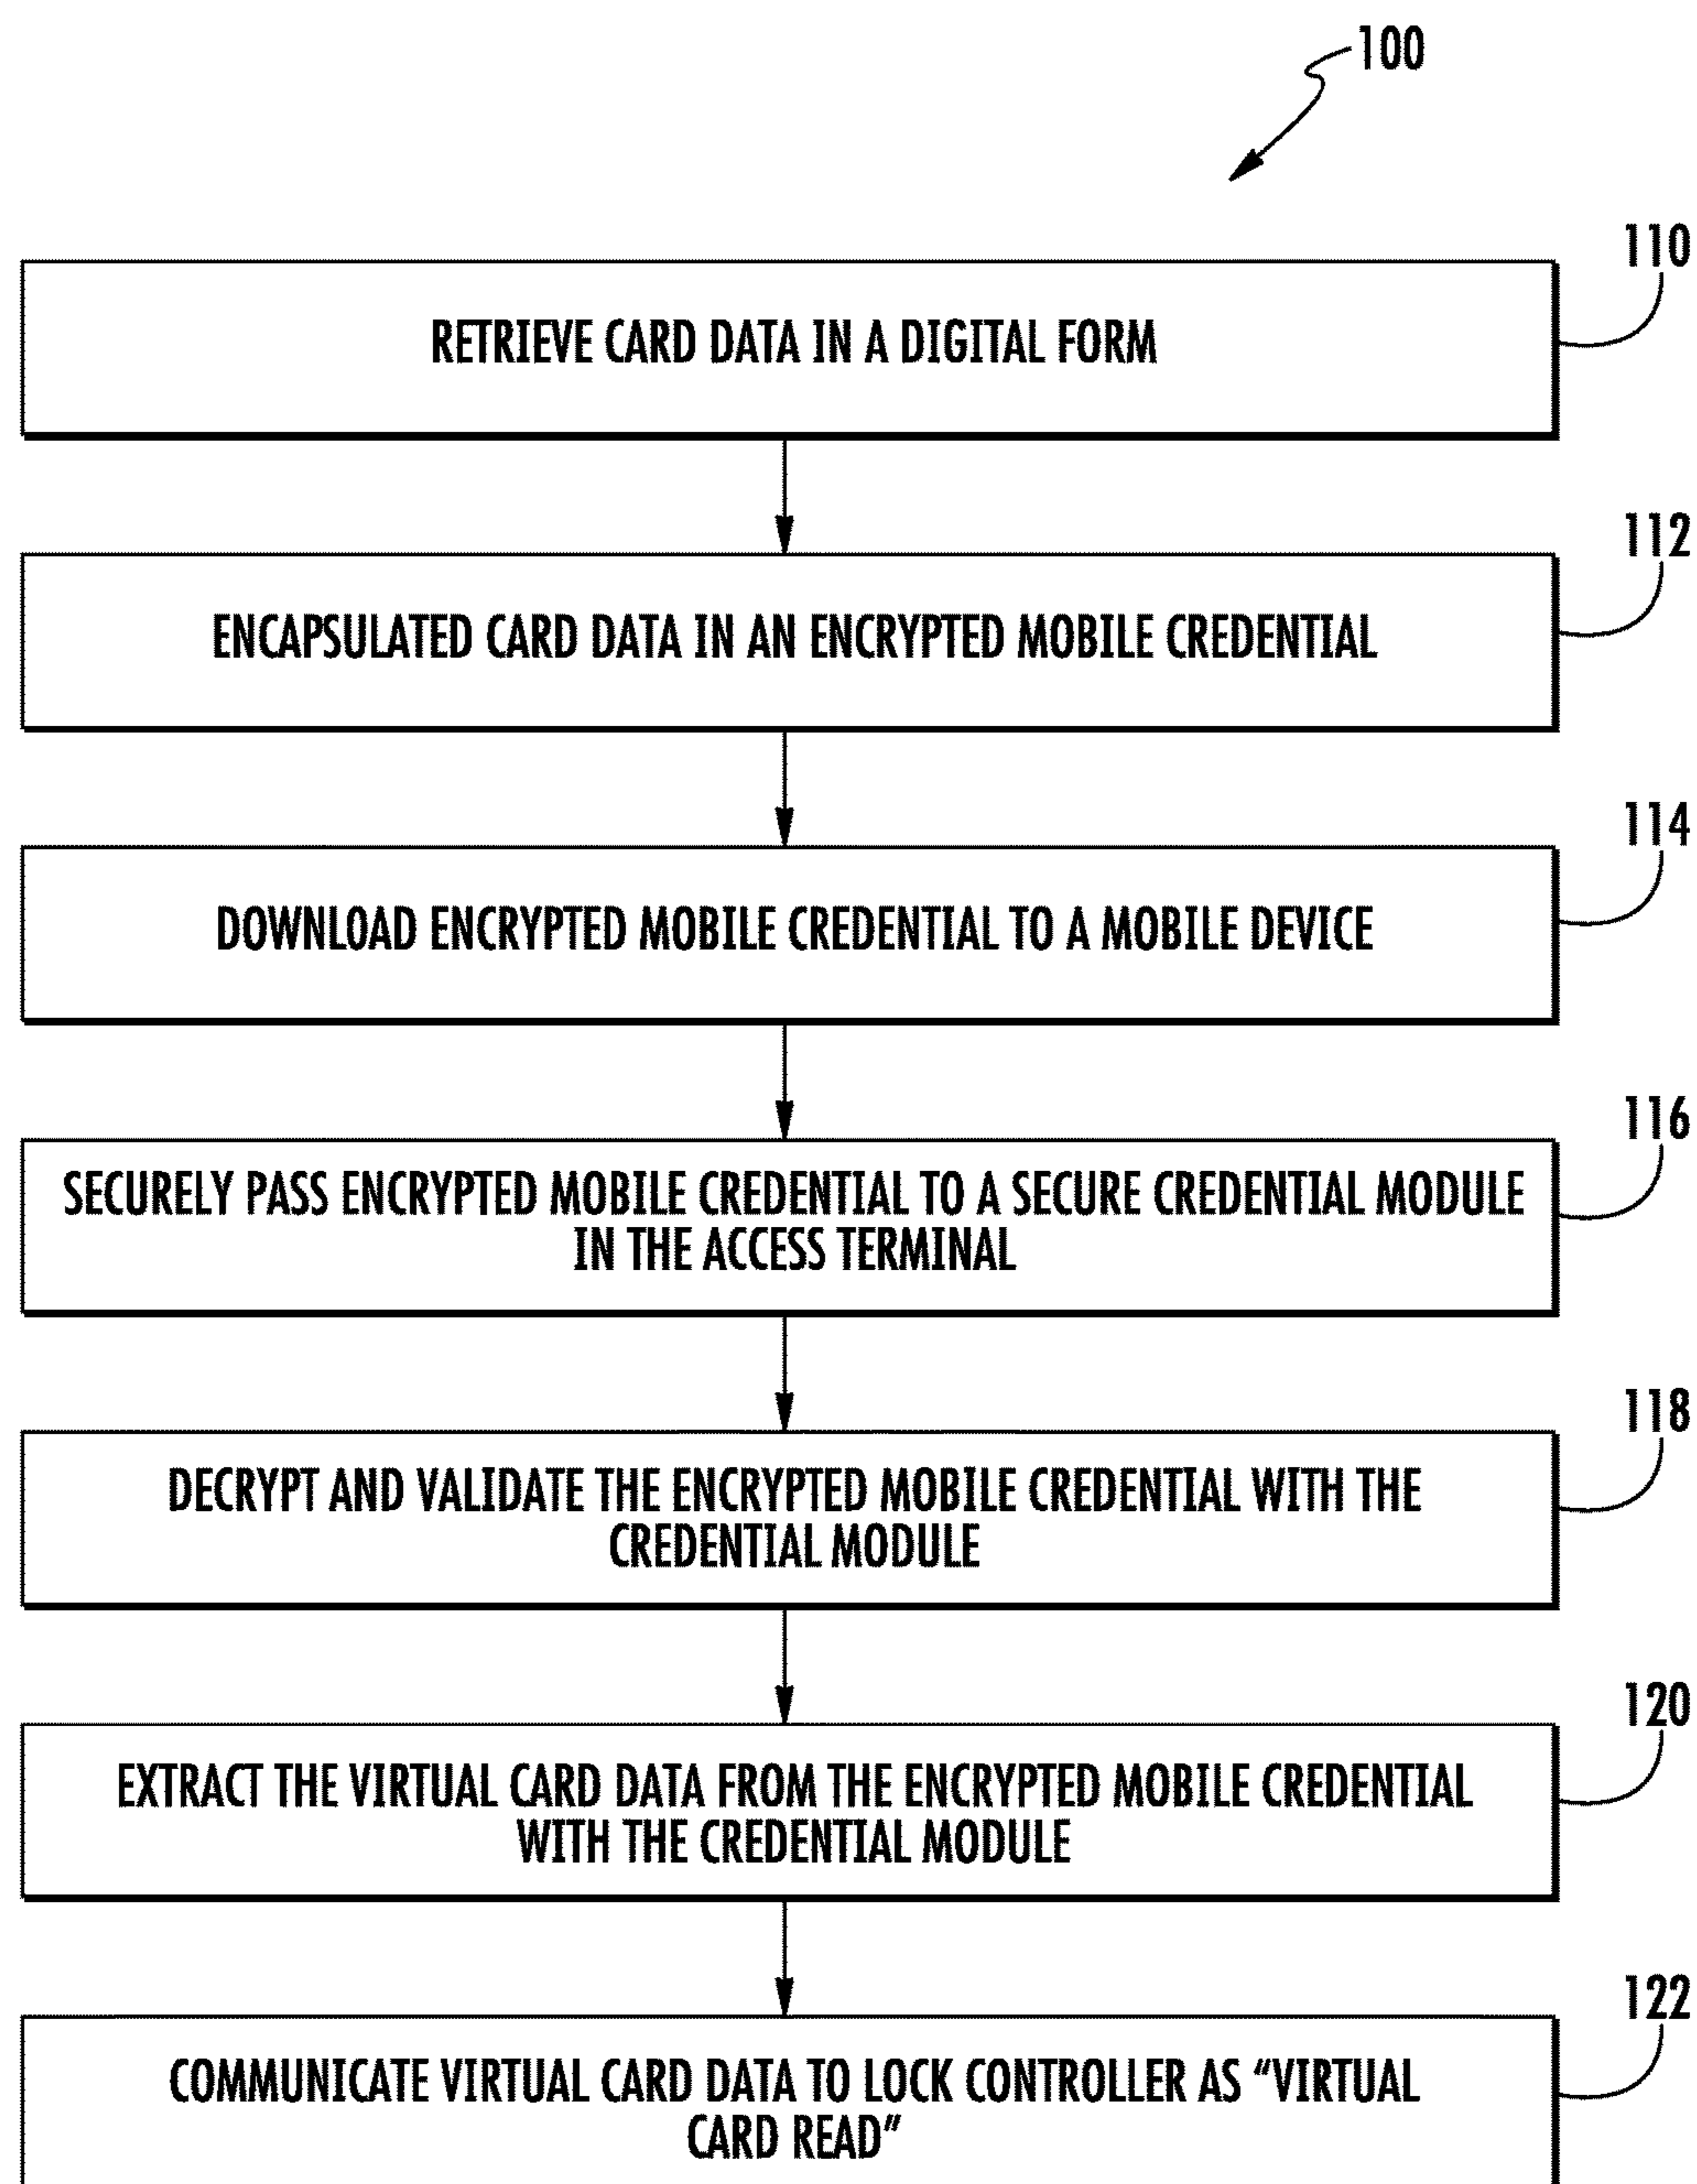 100
110
RETRIEVE CARD DATA IN A DIGITAL FORM
112
ENCAPSULATED CARD DATA IN AN ENCRYPTED MOBILE CREDENTIAL
114
DOWNLOAD ENCRYPTED MOBILE CREDENTIAL TO A MOBILE DEVICE
116
SECURELY PASS ENCRYPTED MOBILE CREDENTIAL TO A SECURE CREDENTIAL MODULE
IN THE ACCESS TERMINAL
118
DECRYPT AND VALIDATE THE ENCRYPTED MOBILE CREDENTIAL WITH THE
CREDENTIAL MODULE
120
EXTRACT THE VIRTUAL CARD DATA FROM THE ENCRYPTED MOBILE CREDENTIAL
WITH THE CREDENTIAL MODULE
122
COMMUNICATE VIRTUAL CARD DATA TO LOCK CONTROLLER AS “VIRTUAL
CARD READ”